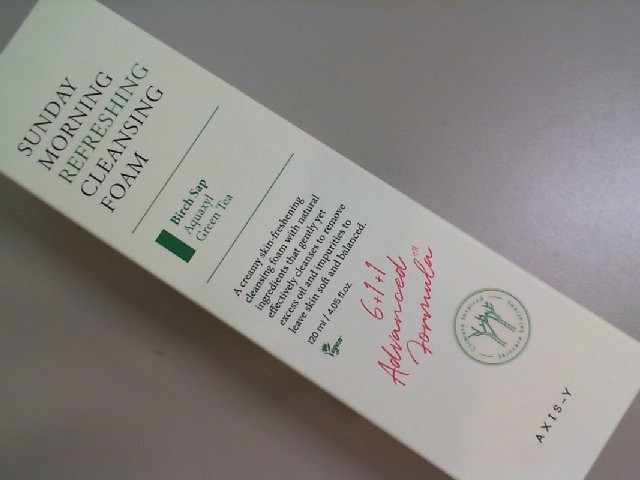 SUNDAY
MORNING
REFRESHING
CLEANSING
FOAM
Birch Sap
Aquaxyl
Green Tea
A creamy skin-freshening
cleansing foam with natural
ingredients that gently yet
effectively cleanses to remove
excess oil and impurities to
leave skin soft and balanced.
120 ml / 4.05 fl.oz.
6+1+1
Advanced
Formula™
AXIS-Y